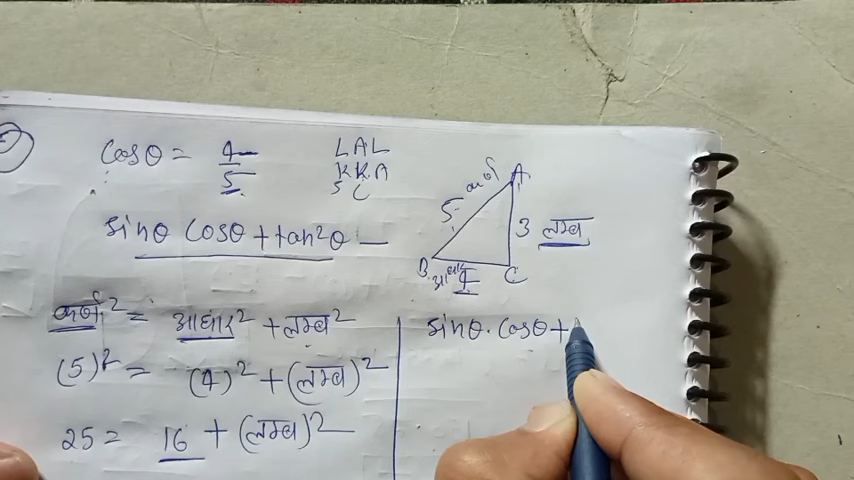 cosθ = 4/5
LAL
KKA
5 C
sinθ cosθ + tan²θ —
A
5 कर्ण
3 लम्ब
B आधार 4 C
कर्ण² = आधार² + लम्ब²
(5)² = (4)² + (लम्ब)²
25 = 16 + (लम्ब)²
sinθ. cosθ +